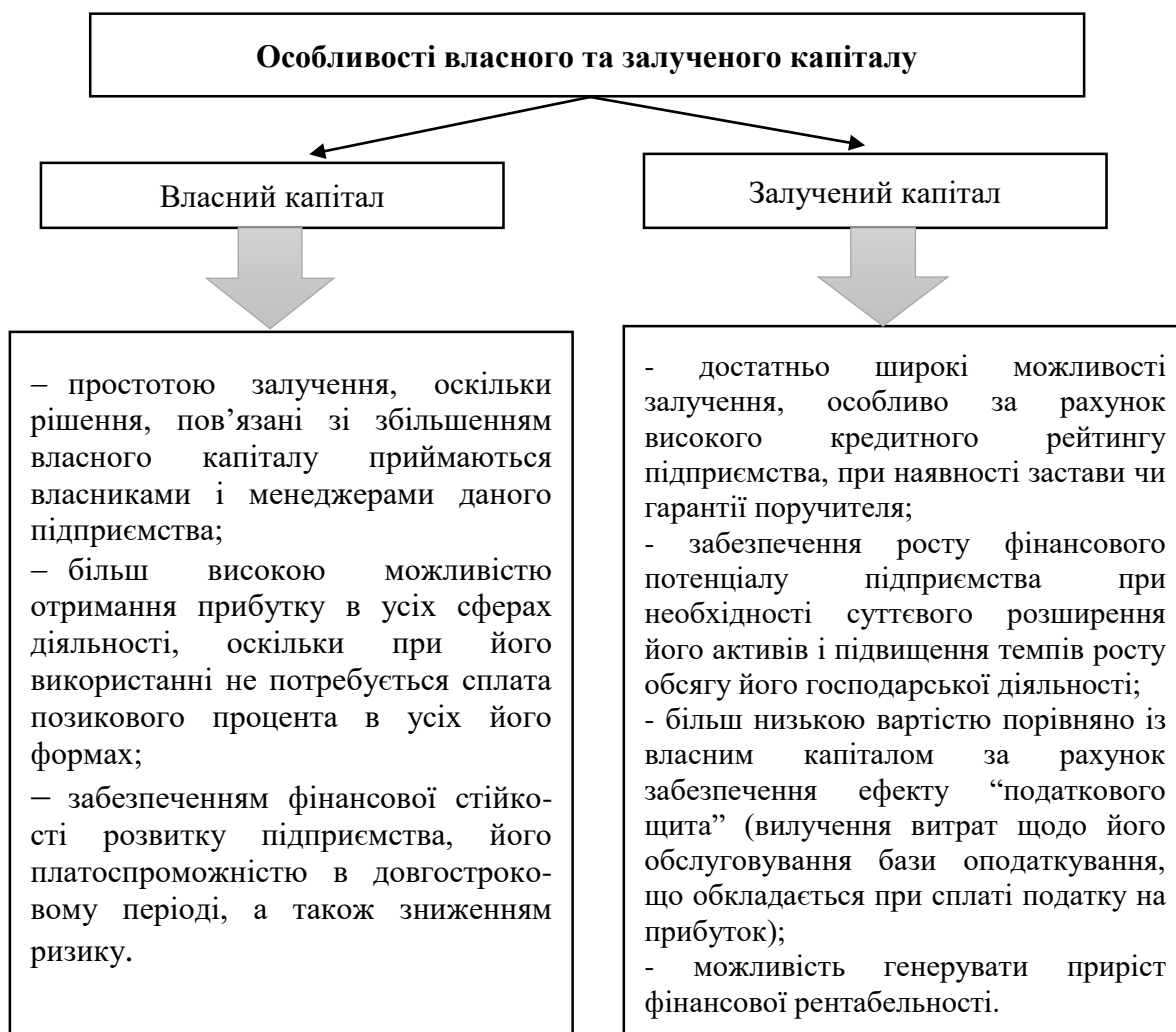 Особливості власного та залученого капіталу
Власний капітал
Залучений капітал
– простотою залучення, оскільки
рішення, пов’язані зі збільшенням
власного капіталу приймаються
власниками і менеджерами даного
підприємства;
– більш високою можливістю
отримання прибутку в усіх сферах
діяльності, оскільки при його
використанні не потребується сплата
позикового процента в усіх його
формах;
– забезпеченням фінансової стійко-
сті розвитку підприємства, його
платоспроможністю в довгостроко-
вому періоді, а також зниженням
ризику.
- достатньо широкі можливості
залучення, особливо за рахунок
високого кредитного рейтингу
підприємства, при наявності застави чи
гарантії поручителя;
- забезпечення росту фінансового
потенціалу підприємства при
необхідності суттєвого розширення
його активів і підвищення темпів росту
обсягу його господарської діяльності;
- більш низькою вартістю порівняно із
власним капіталом за рахунок
забезпечення ефекту “податкового
щита” (вилучення витрат щодо його
обслуговування бази оподаткування,
що обкладається при сплаті податку на
прибуток);
- можливість генерувати приріст
фінансової рентабельності.